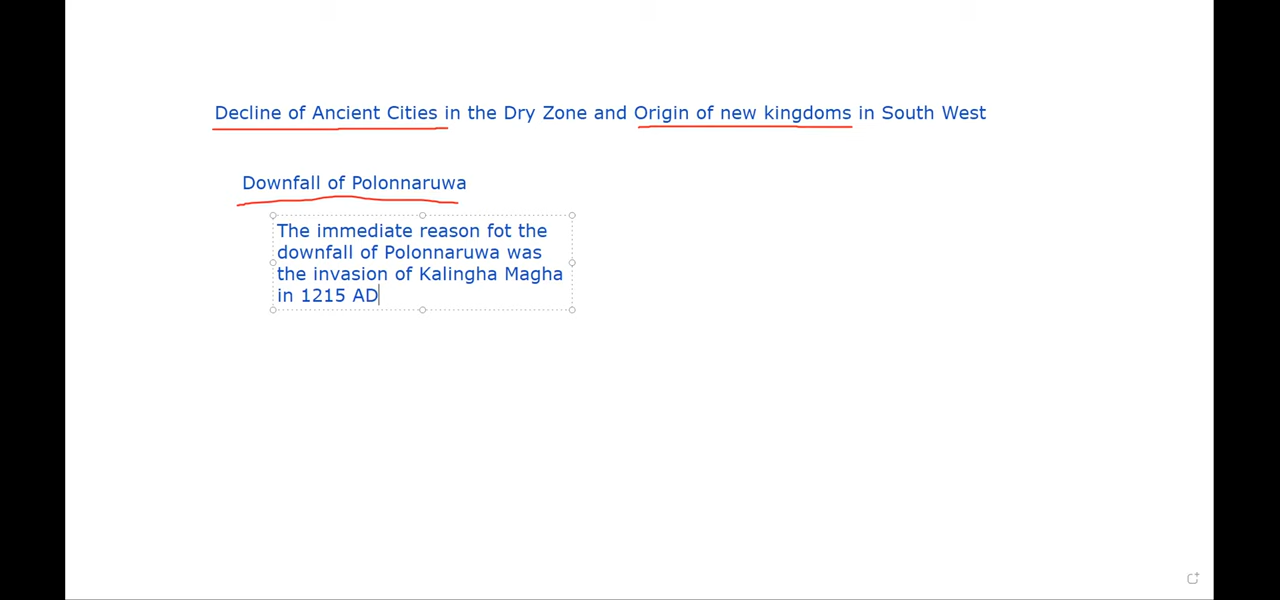 Decline of Ancient Cities in the Dry Zone and Origin of new kingdoms in South West
Downfall of Polonnaruwa
The immediate reason fot the
downfall of Polonnaruwa was
the invasion of Kalingha Magha
in 1215 AD